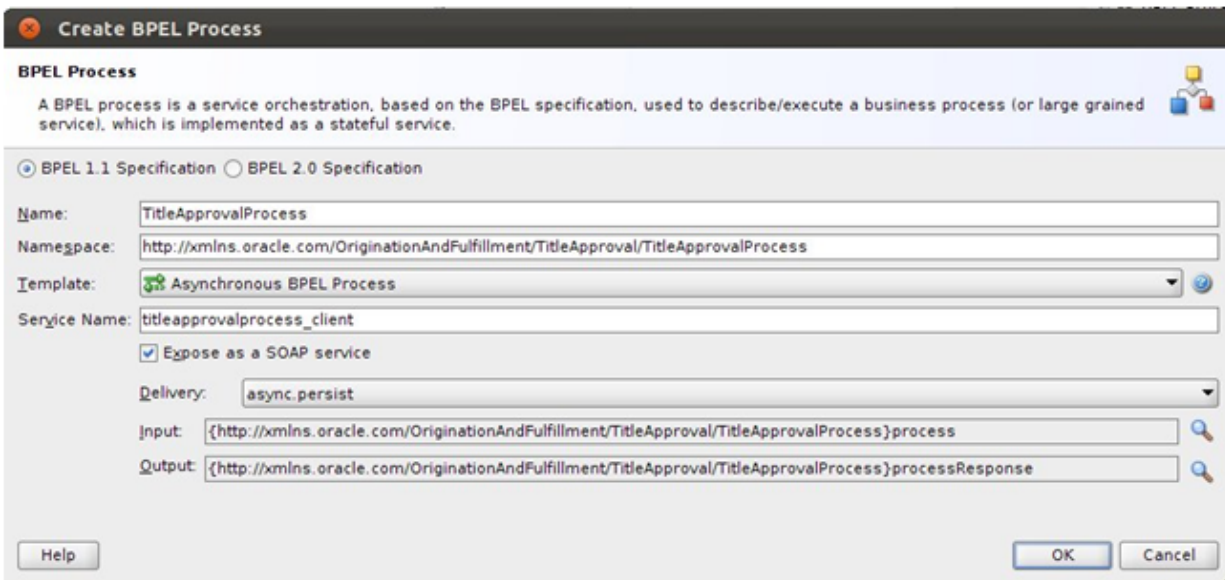 Create BPEL Process
BPEL Process
A BPEL process is a service orchestration, based on the BPEL specification, used to describe/execute a business process (or large grained
service), which is implemented as a stateful service.
BPEL 1.1 Specification BPEL 2.0 Specification
Name: TitleApprovalProcess
Namespace: http://xmlns.oracle.com/OriginationAndFulfillment/TitleApproval/TitleApprovalProcess
Template: Asynchronous BPEL Process
Service Name: titleapprovalprocess_client
Expose as a SOAP service
Delivery: async.persist
Input: {http://xmlns.oracle.com/OriginationAndFulfillment/TitleApproval/TitleApprovalProcess}process
Output: {http://xmlns.oracle.com/OriginationAndFulfillment/TitleApproval/TitleApprovalProcess}processResponse
Help OK Cancel